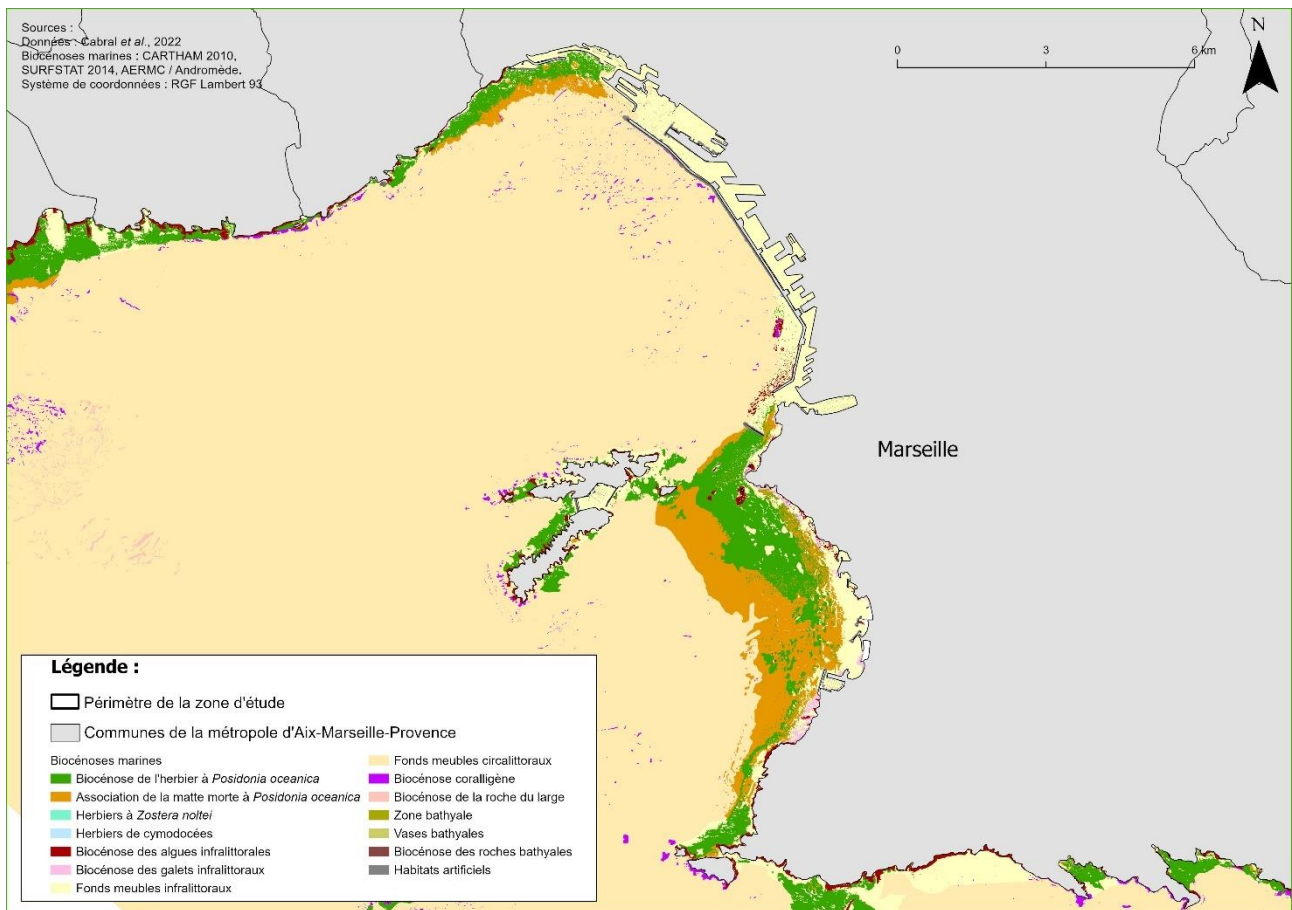 Sources :
Données : Cabral et al., 2022
Biocénoses marines : CARTHAM 2010,
SURFSTAT 2014, AERMC / Andromède.
Système de coordonnées : RGF Lambert 93
0 3 6 km
N
Marseille
Légende :
Périmètre de la zone d'étude
Communes de la métropole d'Aix-Marseille-Provence
Biocénoses marines
Biocénose de l'herbier à Posidonia oceanica
Association de la matte morte à Posidonia oceanica
Herbiers à Zostera noltei
Herbiers de cymodocées
Biocénose des algues infralittorales
Biocénose des galets infralittoraux
Fonds meubles infralittoraux
Fonds meubles circalittoraux
Biocénose coralligène
Biocénose de la roche du large
Zone bathyale
Vases bathyales
Biocénose des roches bathyales
Habitats artificiels